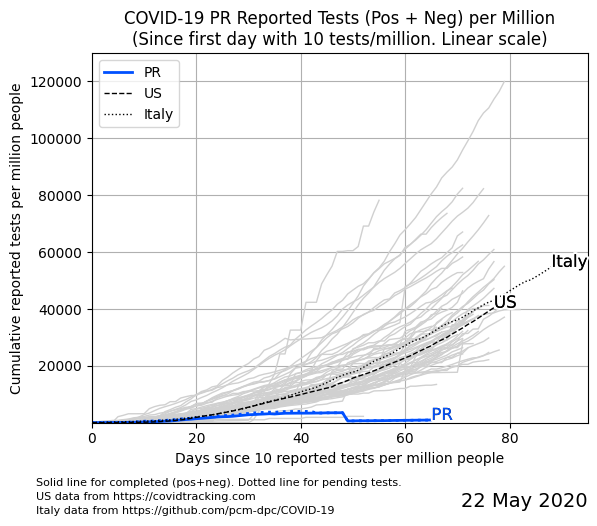 COVID-19 PR Reported Tests (Pos + Neg) per Million
(Since first day with 10 tests/million. Linear scale)
Cumulative reported tests per million people
120000
100000
80000
60000
40000
20000
PR
US
Italy
Italy
US
PR
0 20 40 60 80
Days since 10 reported tests per million people
Solid line for completed (pos+neg). Dotted line for pending tests.
US data from https://covidtracking.com
Italy data from https://github.com/pcm-dpc/COVID-19
22 May 2020